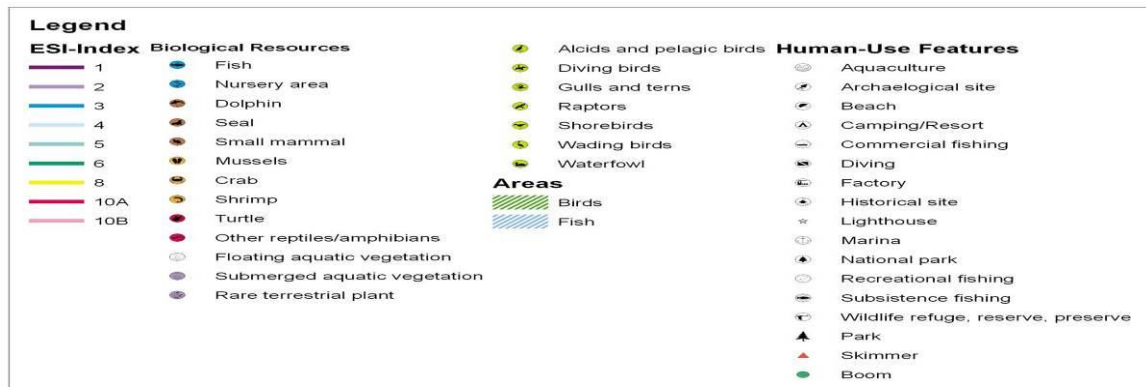 Legend
ESI-Index
1
2
3
4
5
6
8
10A
10B
Biological Resources
Fish
Nursery area
Dolphin
Seal
Small mammal
Mussels
Crab
Shrimp
Turtle
Other reptiles/amphibians
Floating aquatic vegetation
Submerged aquatic vegetation
Rare terrestrial plant
Alcids and pelagic birds
Diving birds
Gulls and terns
Raptors
Shorebirds
Wading birds
Waterfowl
Areas
Birds
Fish
Human-Use Features
Aquaculture
Archaelogical site
Beach
Camping/Resort
Commercial fishing
Diving
Factory
Historical site
Lighthouse
Marina
National park
Recreational fishing
Subsistence fishing
Wildlife refuge, reserve, preserve
Park
Skimmer
Boom